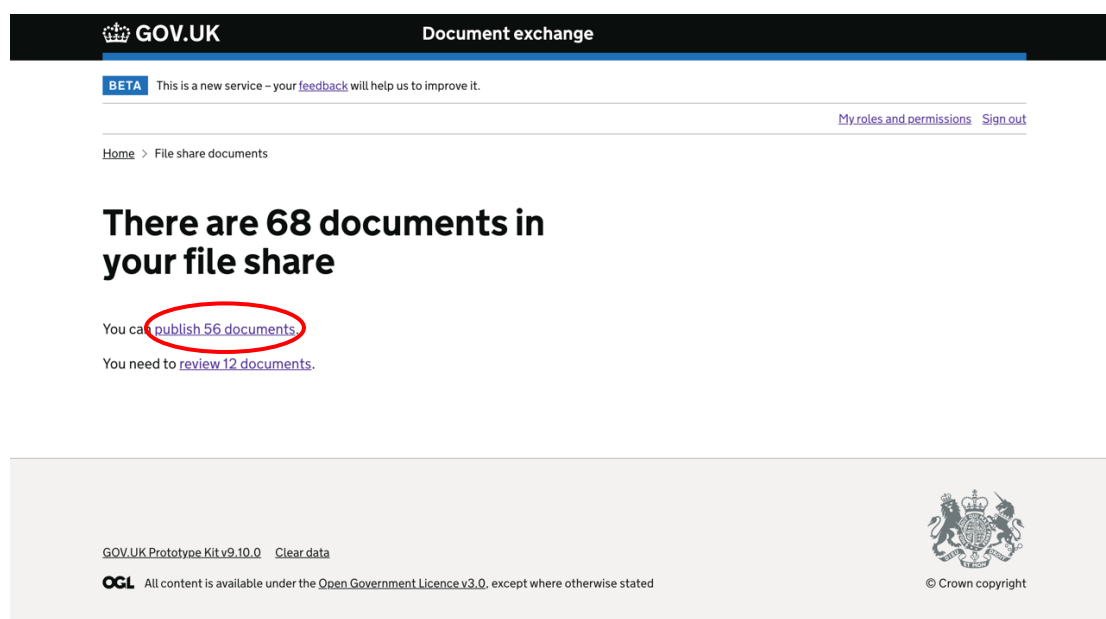 GOV.UK Document exchange
BETA This is a new service – your feedback will help us to improve it.
My roles and permissions Sign out
Home > File share documents
There are 68 documents in
your file share
You can publish 56 documents.
You need to review 12 documents.
GOV.UK Prototype Kit v9.10.0 Clear data
OGL All content is available under the Open Government Licence v3.0, except where otherwise stated
© Crown copyright